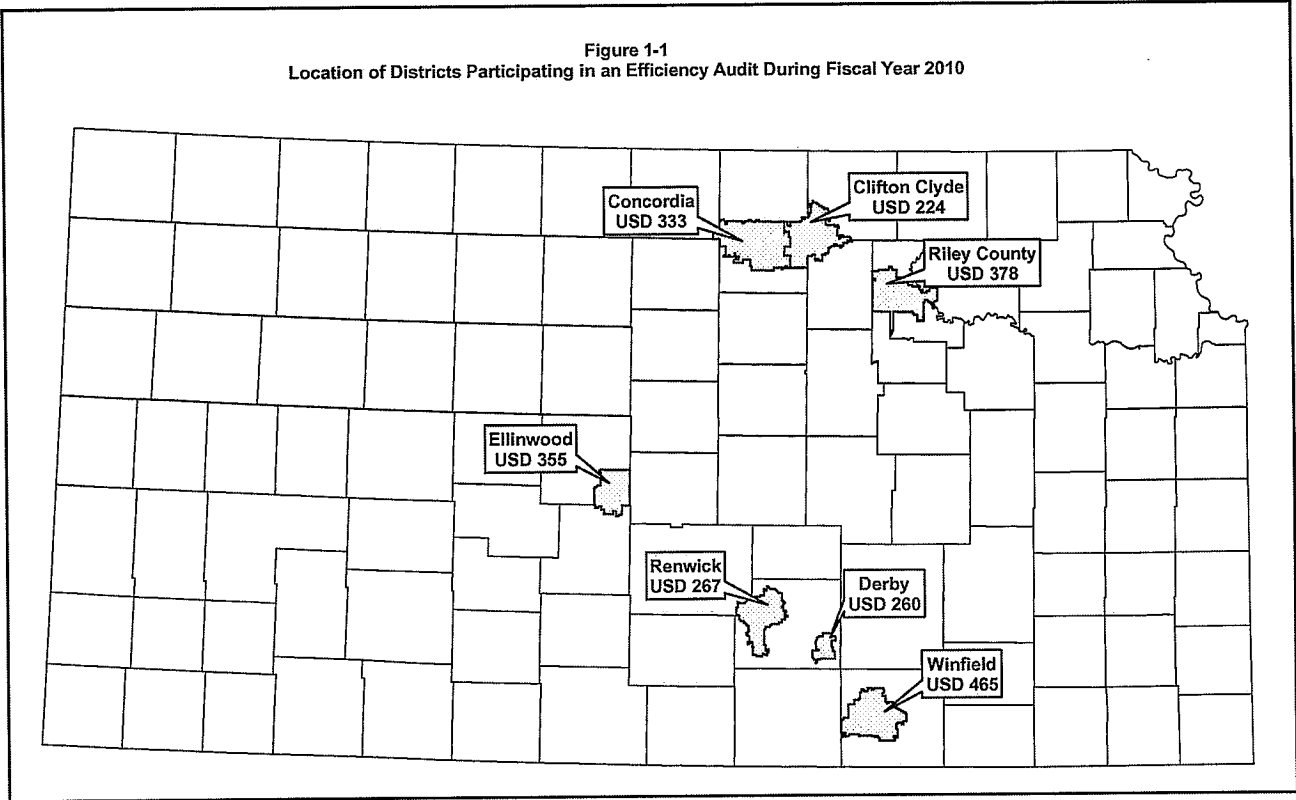 Figure 1-1
Location of Districts Participating in an Efficiency Audit During Fiscal Year 2010
Clifton Clyde
USD 224
Concordia
USD 333
Riley County
USD 378
Ellinwood
USD 355
Renwick
USD 267
Derby
USD 260
Winfield
USD 465